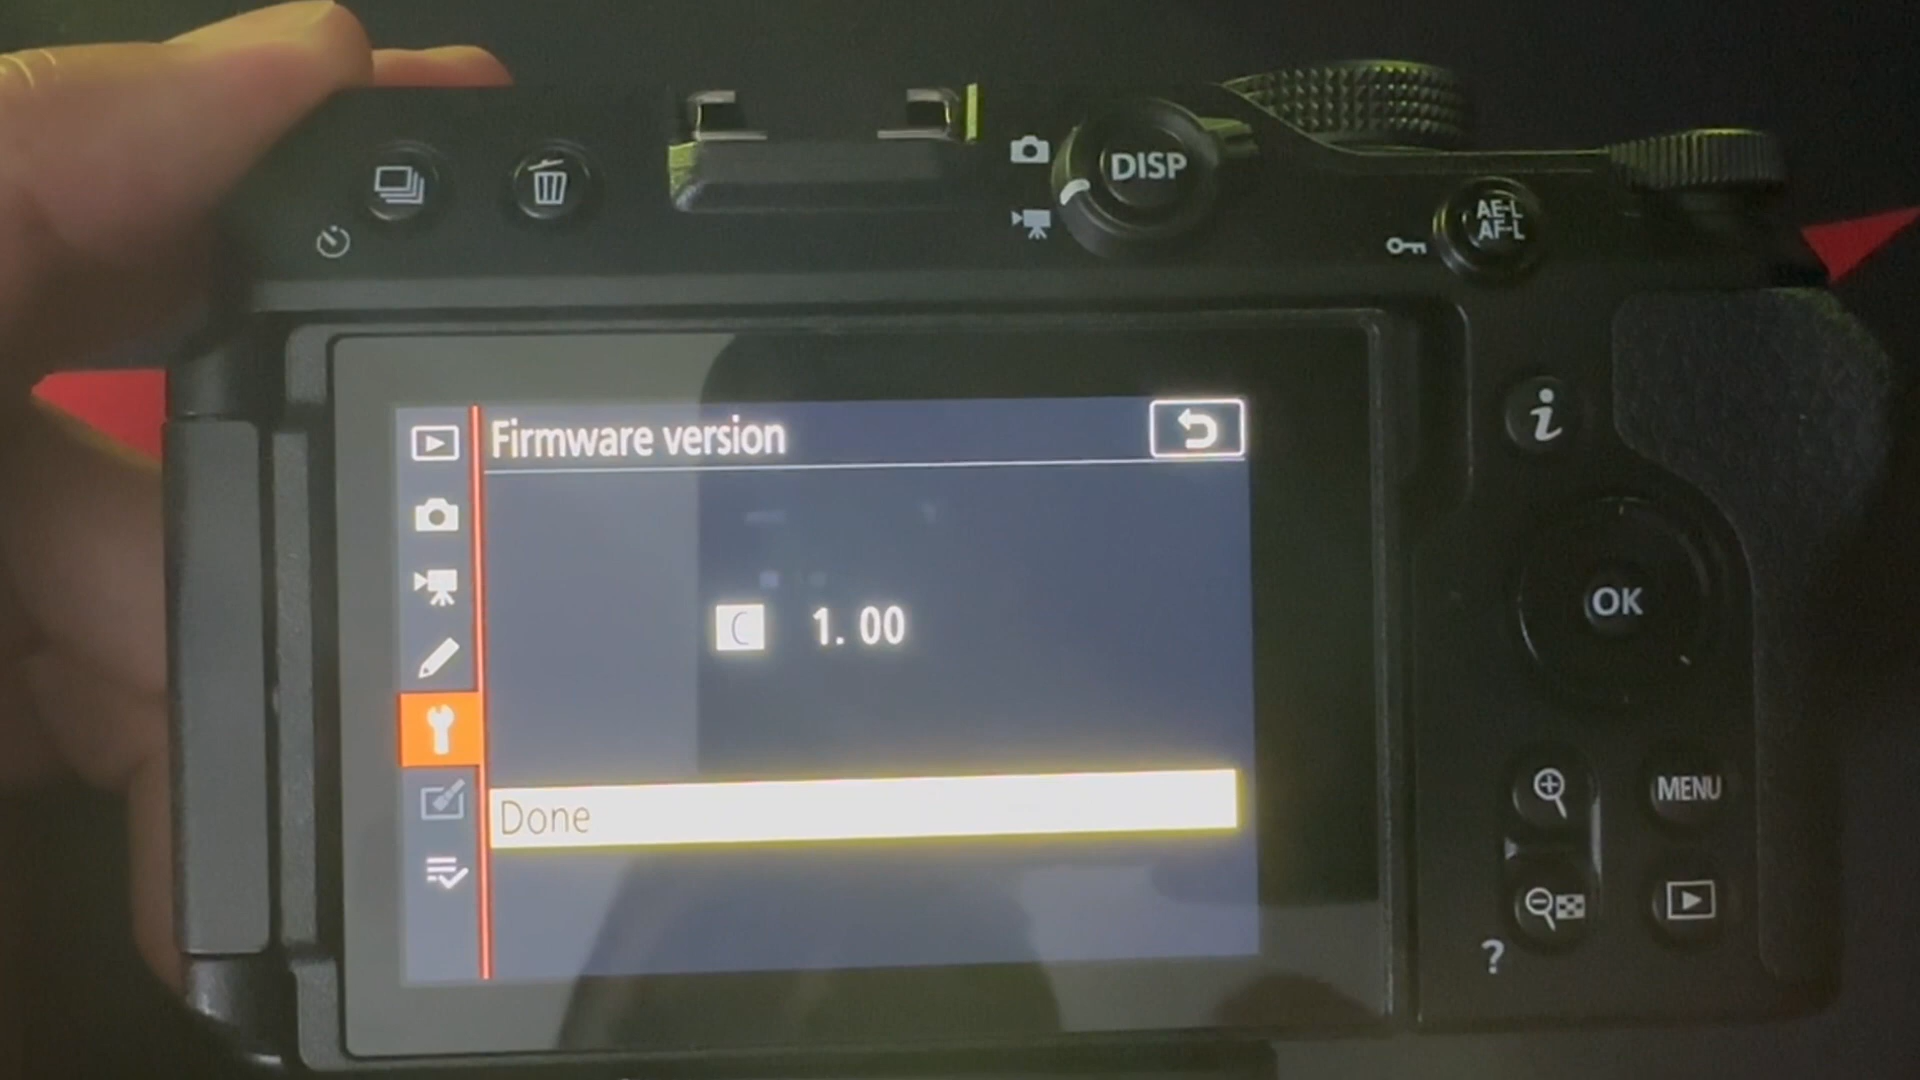 DISP
AE-L
AF-L
Firmware version
i
C 1.00
OK
Done
MENU
?